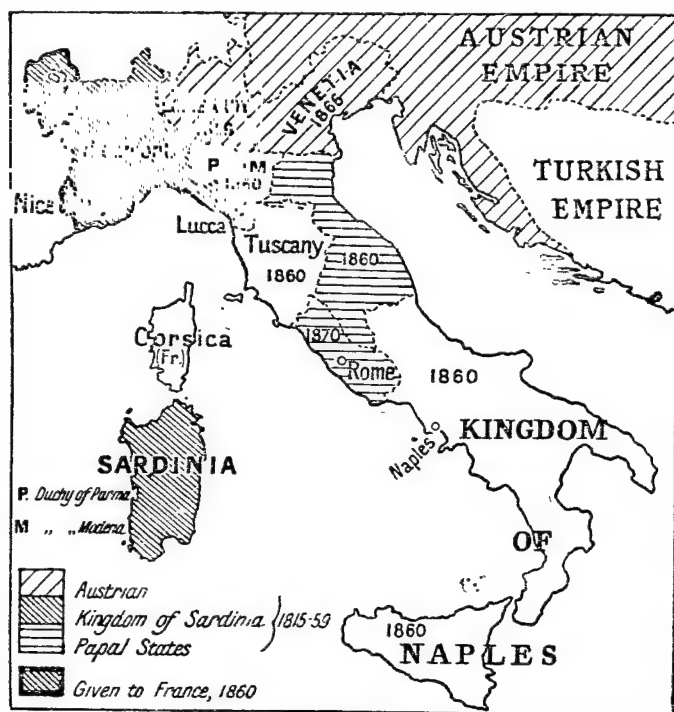 AUSTRIAN
EMPIRE
VENETIA
1866
TURKISH
EMPIRE
P M
1860
Nice
Lucca
Tuscany
1860
1860
Corsica
(Fr.)
1870
Rome
1860
KINGDOM
Naples
SARDINIA
P. Duchy of Parma
M „ „ Modena
OF
Austrian
Kingdom of Sardinia
Papal States
1815-59
1860
NAPLES
Given to France, 1860